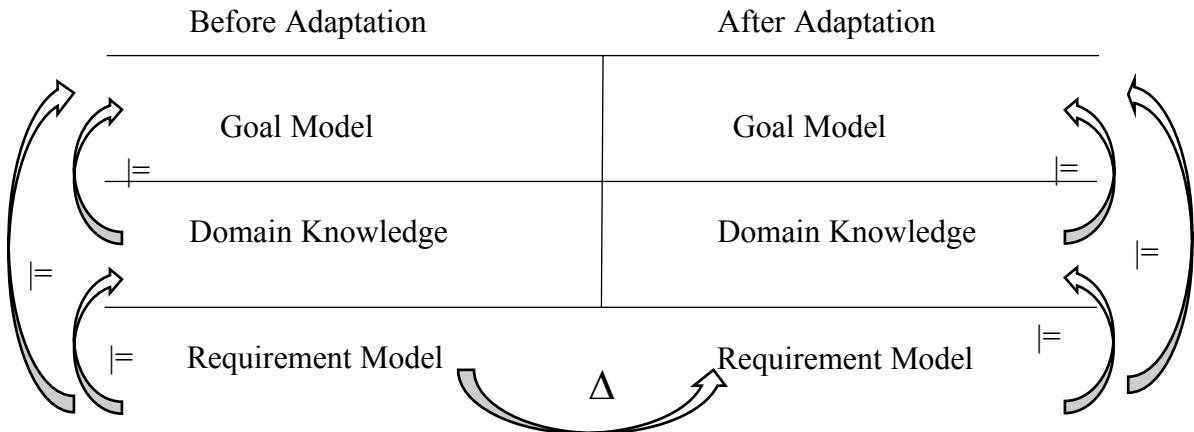 Before Adaptation After Adaptation
Goal Model Goal Model
|= |=
Domain Knowledge Domain Knowledge
|= |=
|= Requirement Model Requirement Model |=
Δ